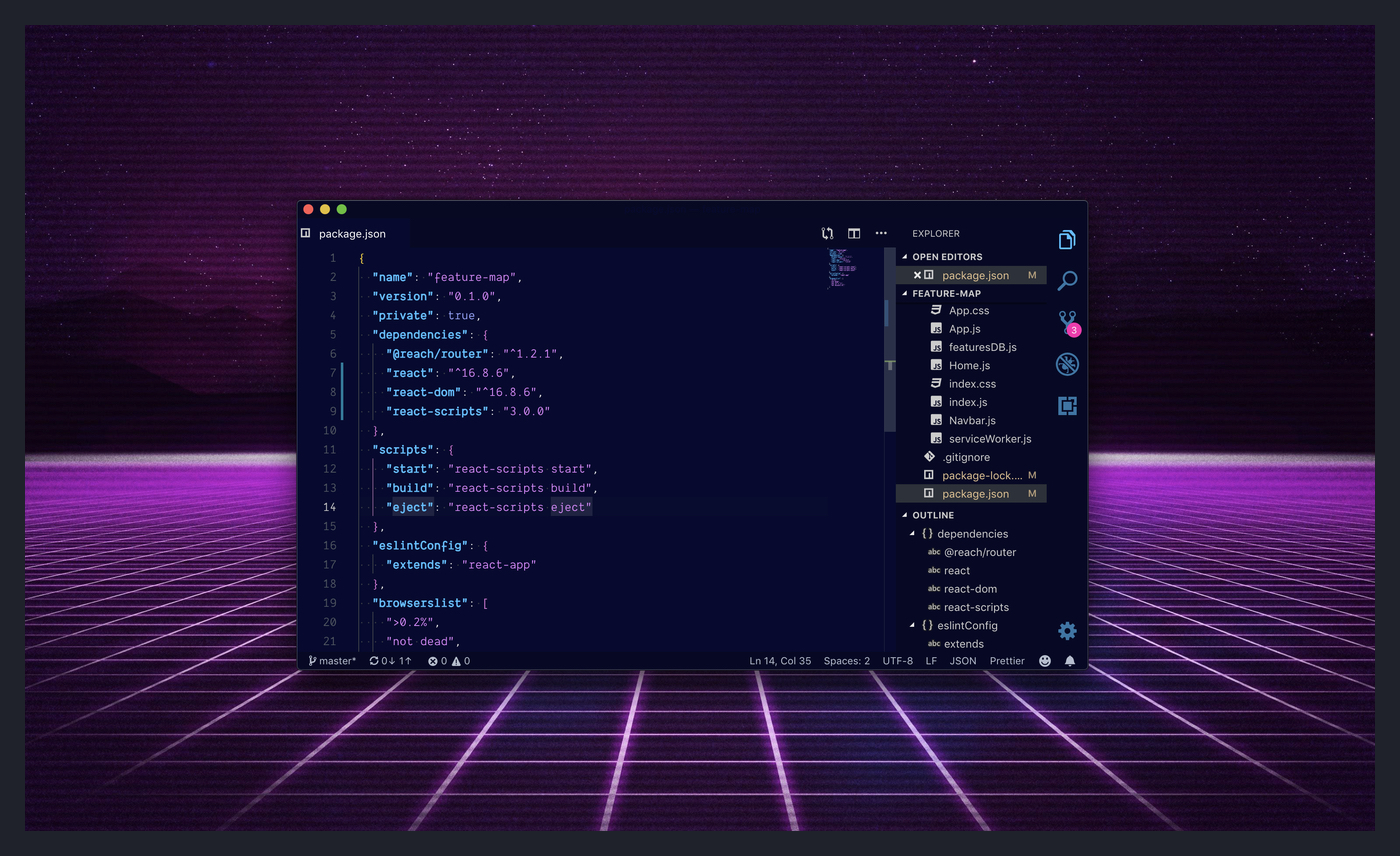 package.json
1 {
2 "name": "feature-map",
3 "version": "0.1.0",
4 "private": true,
5 "dependencies": {
6 "@reach/router": "^1.2.1",
7 "react": "^16.8.6",
8 "react-dom": "^16.8.6",
9 "react-scripts": "3.0.0"
10 },
11 "scripts": {
12 "start": "react-scripts start",
13 "build": "react-scripts build",
14 "eject": "react-scripts eject"
15 },
16 "eslintConfig": {
17 "extends": "react-app"
18 },
19 "browserslist": [
20 ">0.2%",
21 "not dead",
EXPLORER
OPEN EDITORS
package.json M
FEATURE-MAP
App.css
JS App.js
JS featuresDB.js
JS Home.js
index.css
JS index.js
JS Navbar.js
JS serviceWorker.js
.gitignore
package-lock.... M
package.json M
OUTLINE
{ } dependencies
abc @reach/router
abc react
abc react-dom
abc react-scripts
{ } eslintConfig
abc extends
3
master* 0↓ 1↑ 0 0 Ln 14, Col 35 Spaces: 2 UTF-8 LF JSON Prettier